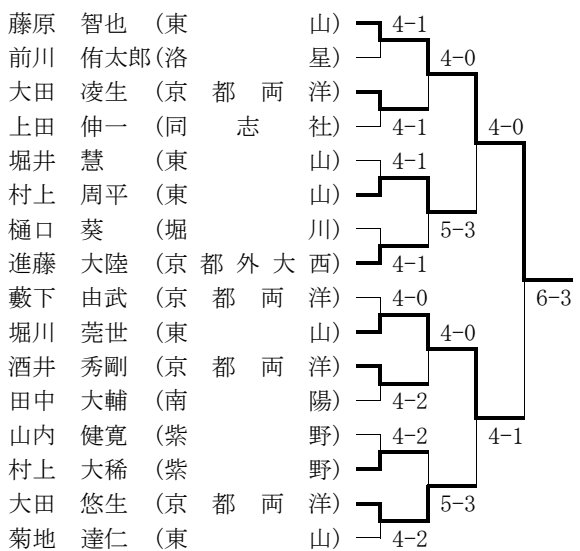 藤原 智也 (東山) 4-1
前川 侑太郎(洛星) 4-0
大田 凌生 (京都両洋)
上田 伸一 (同志社) 4-1 4-0
堀井 慧 (東山) 4-1
村上 周平 (東山)
樋口 葵 (堀川) 5-3
進藤 大陸 (京都外大西) 4-1
藪下 由武 (京都両洋) 4-0 6-3
堀川 莞世 (東山) 4-0
酒井 秀剛 (京都両洋)
田中 大輔 (南陽) 4-2
山内 健寛 (紫野) 4-2 4-1
村上 大稀 (紫野)
大田 悠生 (京都両洋) 5-3
菊地 達仁 (東山) 4-2